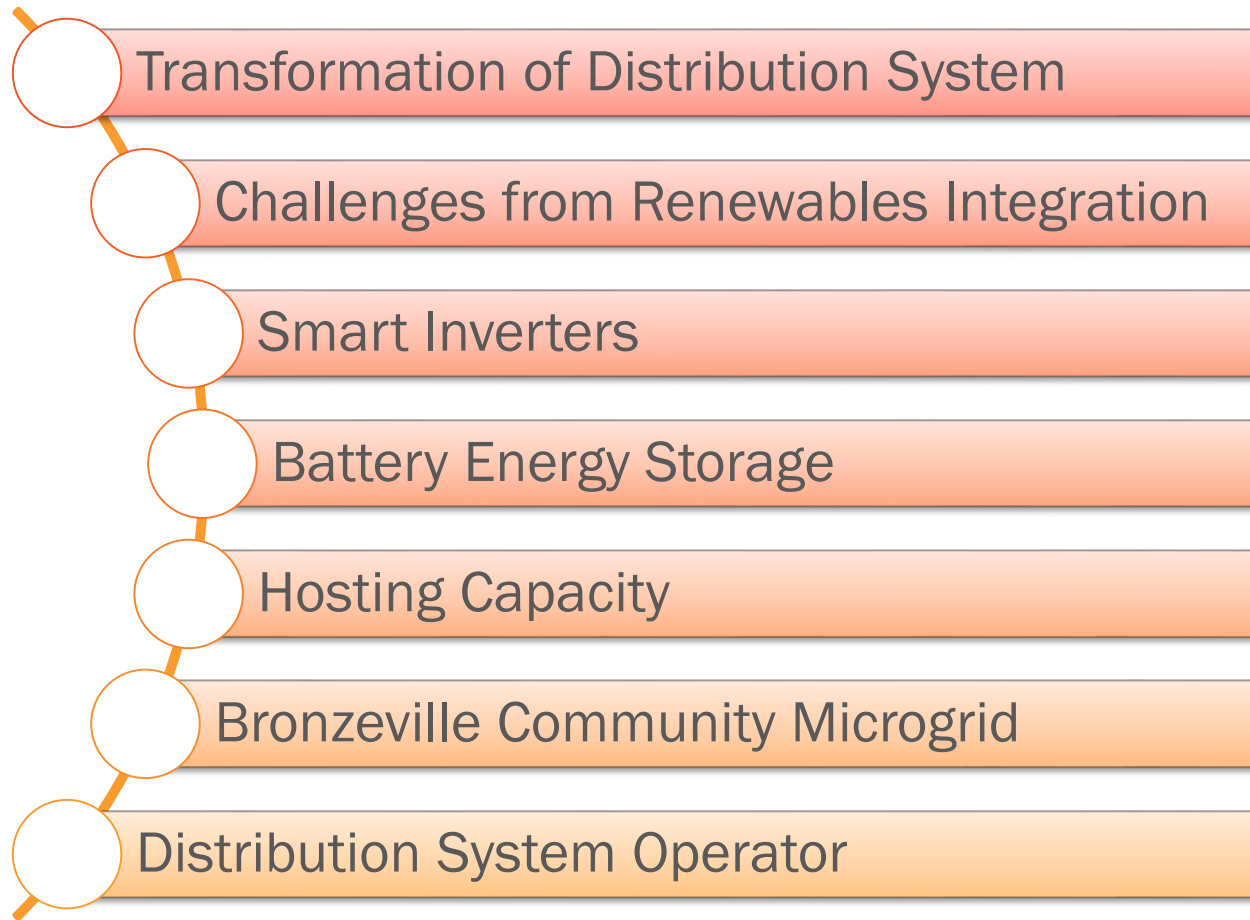 Transformation of Distribution System
Challenges from Renewables Integration
Smart Inverters
Battery Energy Storage
Hosting Capacity
Bronzeville Community Microgrid
Distribution System Operator